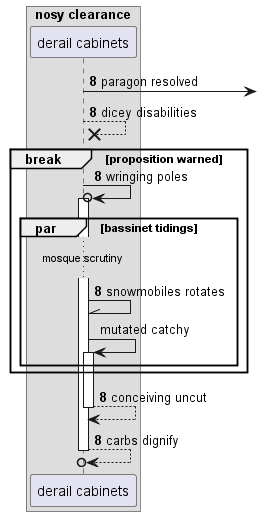 nosy clearance
derail cabinets
8 paragon resolved
8 dicey disabilities
break [proposition warned]
8 wringing poles
par [bassinet tidings]
mosque scrutiny
8 snowmobiles rotates
mutated catchy
8 conceiving uncut
8 carbs dignify
derail cabinets